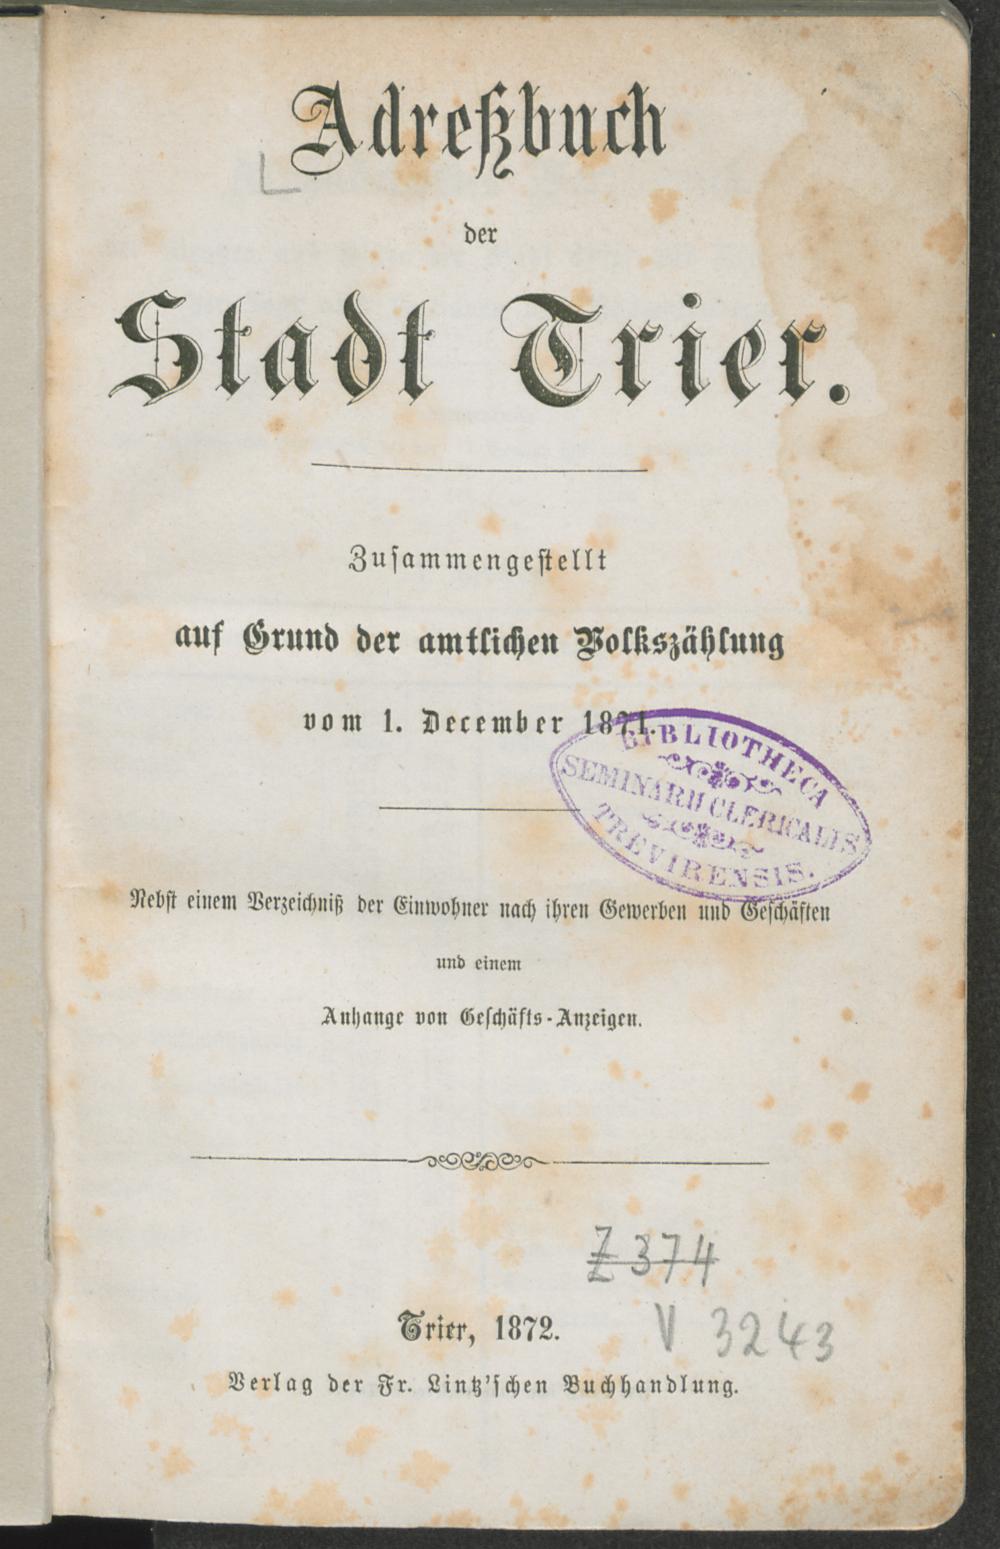 Adreßbuch
der
Stadt Trier.
Zusammengestellt
auf Grund der amtlichen Volkszählung
vom 1. December 1871.
BIBLIOTHECA
SEMINARII CLERICALIS
TREVIRENSIS.
Nebst einem Verzeichniß der Einwohner nach ihren Gewerben und Geschäften
und einem
Anhange von Geschäfts-Anzeigen.
Z 374
Trier, 1872.
V 3243
Verlag der Fr. Lintz'schen Buchhandlung.